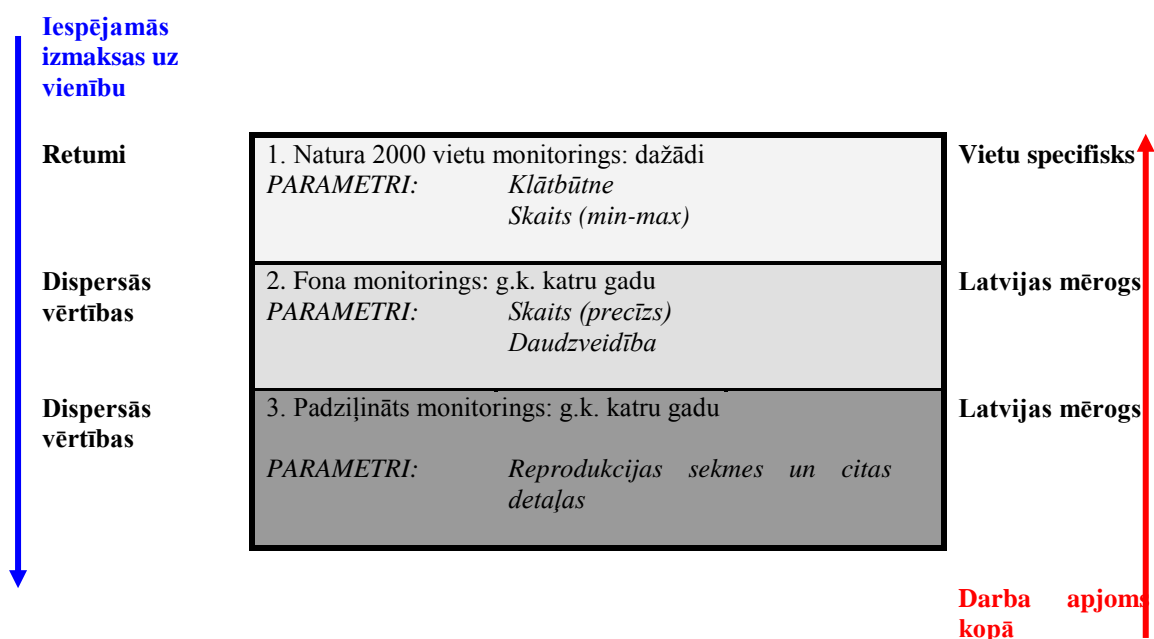 Iespējamās
izmaksas uz
vienību
Retumi
1. Natura 2000 vietu monitorings: dažādi
PARAMETRI: Klātbūtne
Skaits (min-max)
Vietu specifisks
Dispersās
vērtības
2. Fona monitorings: g.k. katru gadu
PARAMETRI: Skaits (precīzs)
Daudzveidība
Latvijas mērogs
Dispersās
vērtības
3. Padziļināts monitorings: g.k. katru gadu
PARAMETRI: Reprodukcijas sekmes un citas
detaļas
Latvijas mērogs
Darba apjoms
kopā